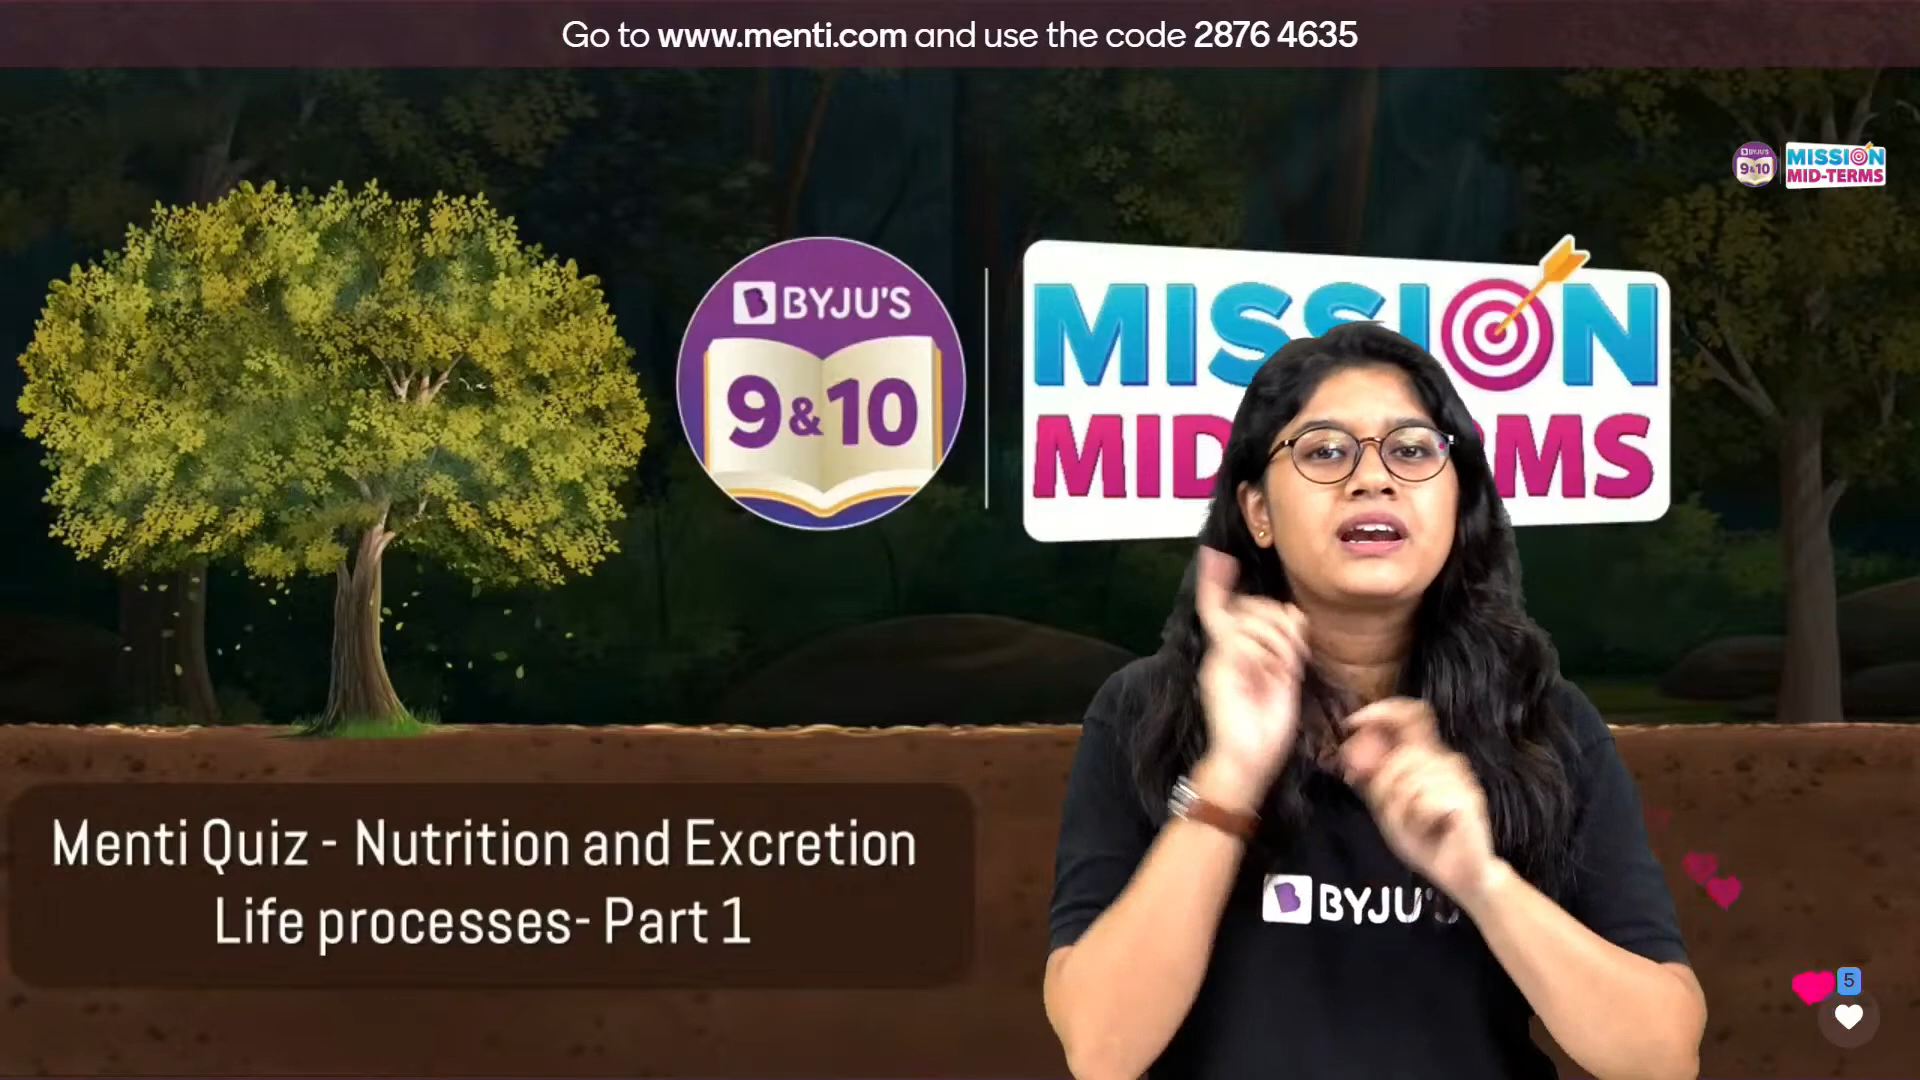 Go to www.menti.com and use the code 2876 4635
BYJU'S
9&10
MISSION
MID-TERMS
BYJU'S
9&10
MISSION
MID MS
Menti Quiz - Nutrition and Excretion
Life processes- Part 1
BYJU'S
5